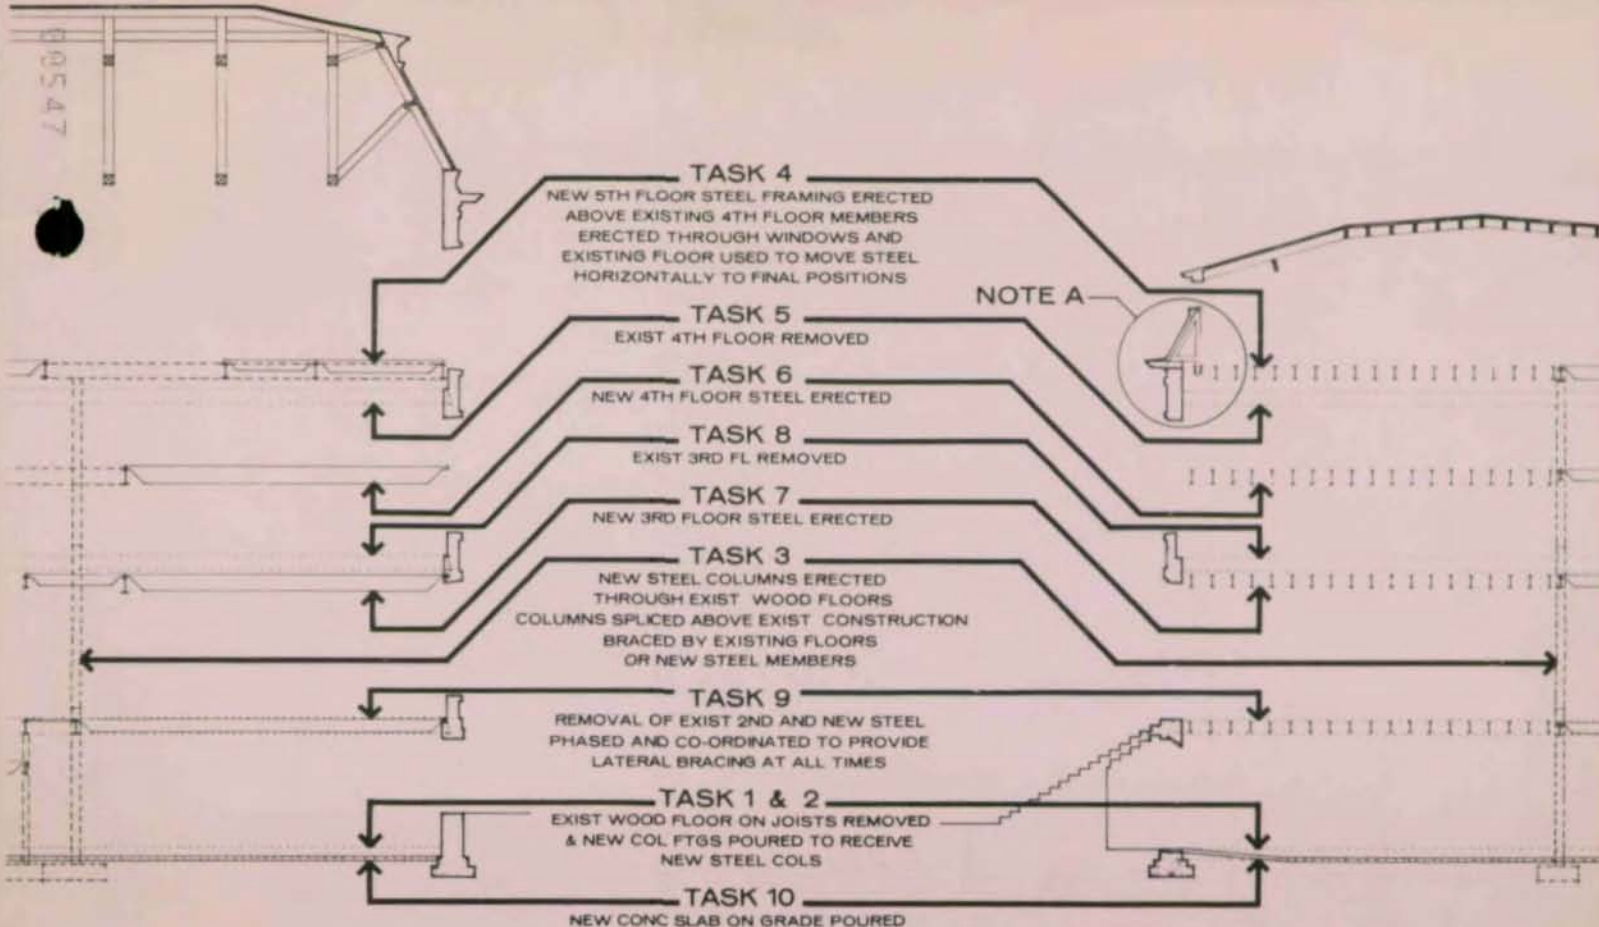 00547
TASK 4
NEW 5TH FLOOR STEEL FRAMING ERECTED
ABOVE EXISTING 4TH FLOOR MEMBERS
ERECTED THROUGH WINDOWS AND
EXISTING FLOOR USED TO MOVE STEEL
HORIZONTALLY TO FINAL POSITIONS
NOTE A
TASK 5
EXIST 4TH FLOOR REMOVED
TASK 6
NEW 4TH FLOOR STEEL ERECTED
TASK 8
EXIST 3RD FL REMOVED
TASK 7
NEW 3RD FLOOR STEEL ERECTED
TASK 3
NEW STEEL COLUMNS ERECTED
THROUGH EXIST WOOD FLOORS
COLUMNS SPLICED ABOVE EXIST CONSTRUCTION
BRACED BY EXISTING FLOORS
OR NEW STEEL MEMBERS
TASK 9
REMOVAL OF EXIST 2ND AND NEW STEEL
PHASED AND CO-ORDINATED TO PROVIDE
LATERAL BRACING AT ALL TIMES
TASK 1 & 2
EXIST WOOD FLOOR ON JOISTS REMOVED
& NEW COL FTGS POURED TO RECEIVE
NEW STEEL COLS
TASK 10
NEW CONC SLAB ON GRADE POURED